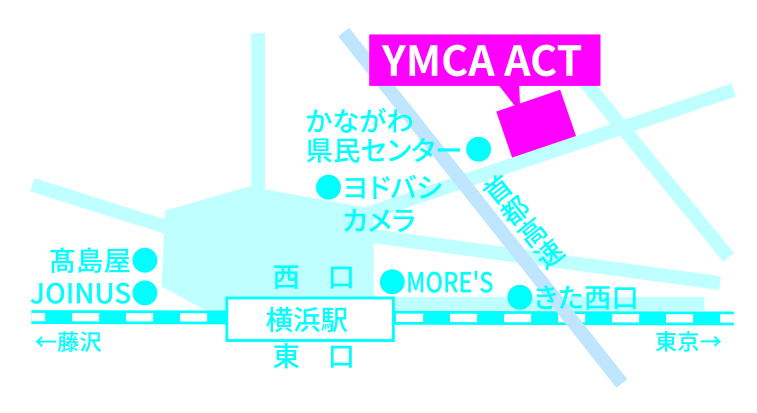 YMCA ACT
かながわ
県民センター
ヨドバシ
カメラ
首都高速
髙島屋
JOINUS
西 口
MORE'S
きた西口
横浜駅
←藤沢
東 口
東京→